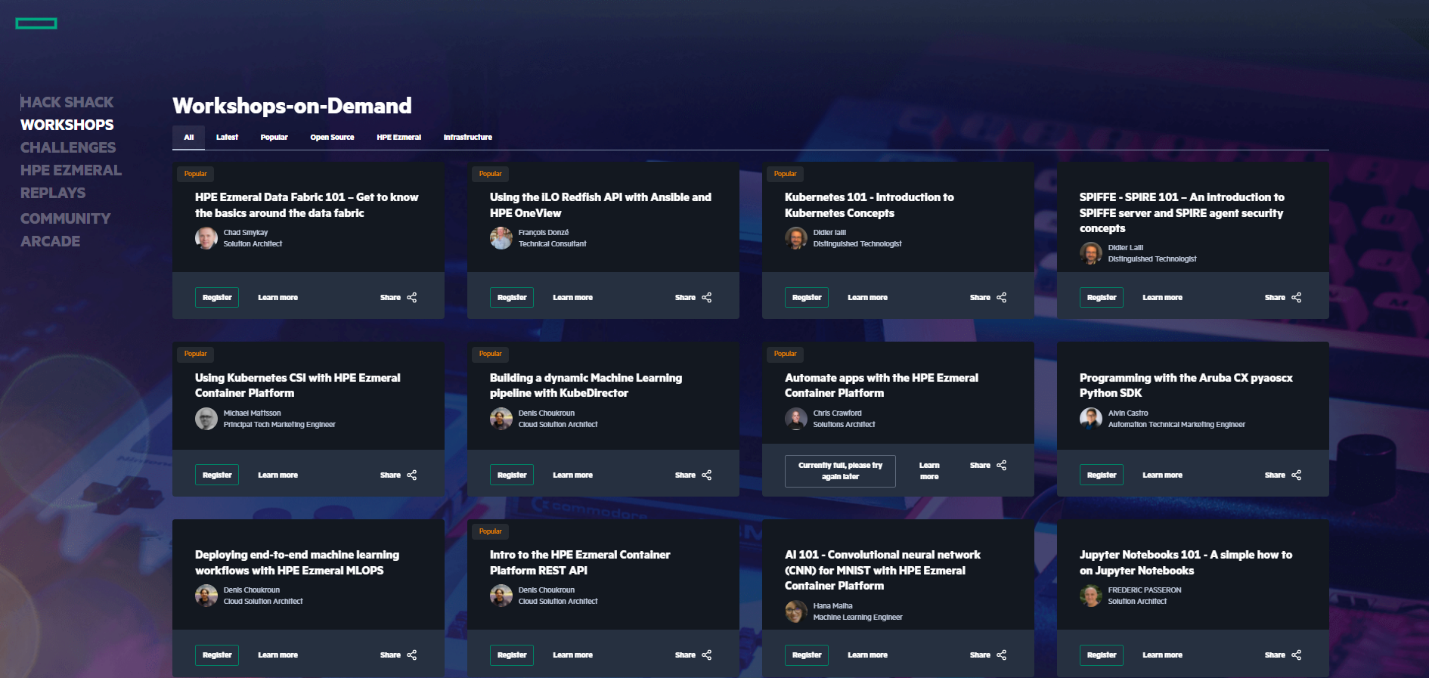 HACK SHACK
WORKSHOPS
CHALLENGES
HPE EZMERAL
REPLAYS
COMMUNITY
ARCADE
Workshops-on-Demand
All Latest Popular Open Source HPE Ezmeral Infrastructure
Popular
HPE Ezmeral Data Fabric 101 – Get to know
the basics around the data fabric
Chad Smykay
Solution Architect
Register Learn more Share
Popular
Using the iLO Redfish API with Ansible and
HPE OneView
François Donzé
Technical Consultant
Register Learn more Share
Popular
Kubernetes 101 - Introduction to
Kubernetes Concepts
Didier lalli
Distinguished Technologist
Register Learn more Share
SPIFFE - SPIRE 101 – An introduction to
SPIFFE server and SPIRE agent security
concepts
Didier Lalli
Distinguished Technologist
Register Learn more Share
Popular
Using Kubernetes CSI with HPE Ezmeral
Container Platform
Michael Mattsson
Principal Tech Marketing Engineer
Register Learn more Share
Popular
Building a dynamic Machine Learning
pipeline with KubeDirector
Denis Choukroun
Cloud Solution Architect
Register Learn more Share
Popular
Automate apps with the HPE Ezmeral
Container Platform
Chris Crawford
Solutions Architect
Currently full, please try
again later
Learn
more
Share
Programming with the Aruba CX pyaoscx
Python SDK
Alvin Castro
Automation Technical Marketing Engineer
Register Learn more Share
Deploying end-to-end machine learning
workflows with HPE Ezmeral MLOPS
Denis Choukroun
Cloud Solution Architect
Register Learn more Share
Popular
Intro to the HPE Ezmeral Container
Platform REST API
Denis Choukroun
Cloud Solution Architect
Register Learn more Share
commodore
AI 101 - Convolutional neural network
(CNN) for MNIST with HPE Ezmeral
Container Platform
Hana Malha
Machine Learning Engineer
Register Learn more Share
Jupyter Notebooks 101 - A simple how to
on Jupyter Notebooks
FREDERIC PASSERON
Solution Architect
Register Learn more Share